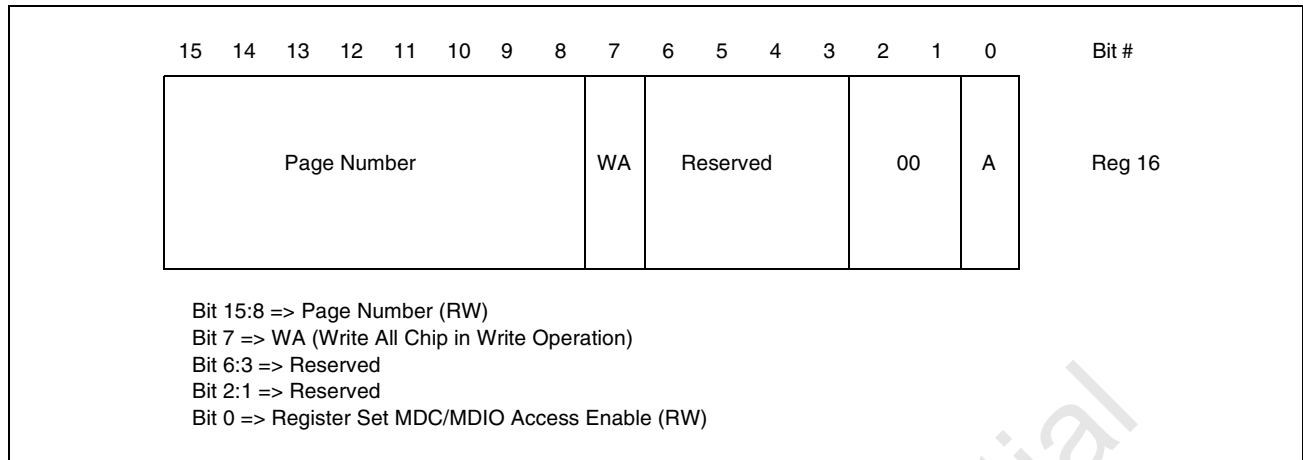 15 14 13 12 11 10 9 8 7 6 5 4 3 2 1 0 Bit #
Page Number WA Reserved 00 A Reg 16
Bit 15:8 => Page Number (RW)
Bit 7 => WA (Write All Chip in Write Operation)
Bit 6:3 => Reserved
Bit 2:1 => Reserved
Bit 0 => Register Set MDC/MDIO Access Enable (RW)